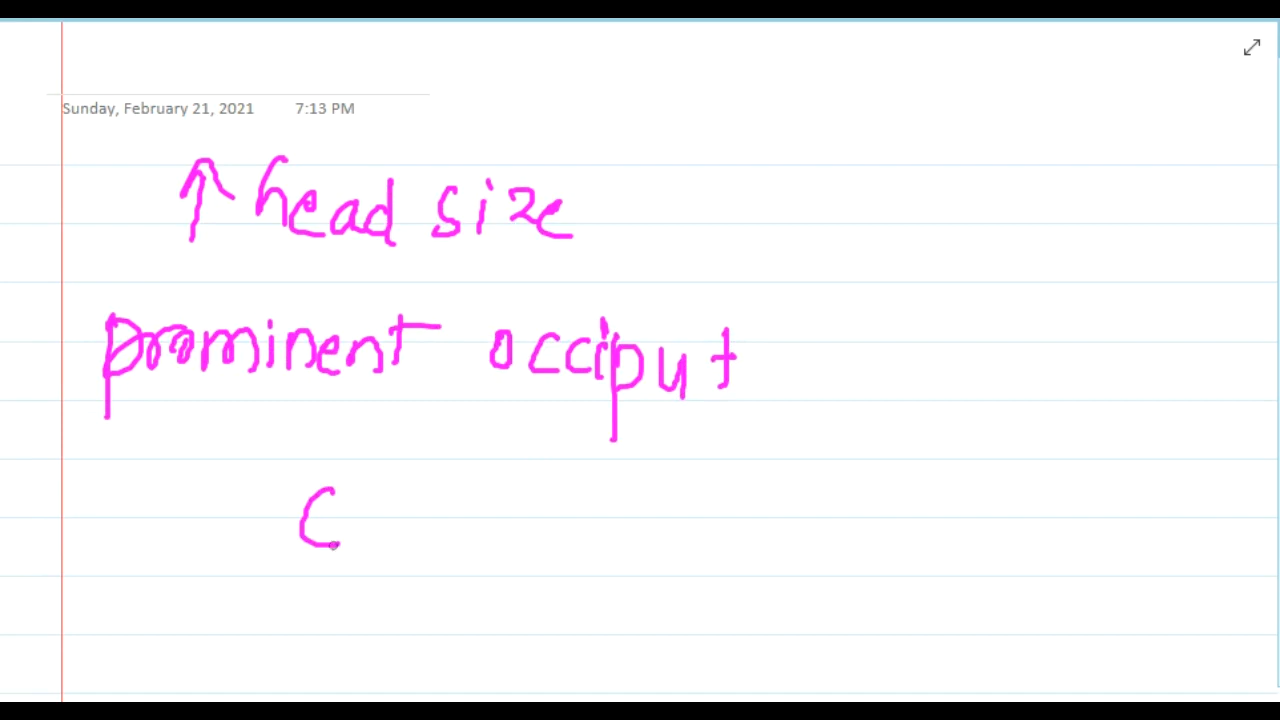 Sunday, February 21, 2021 7:13 PM
↑ head size
prominent occiput
C